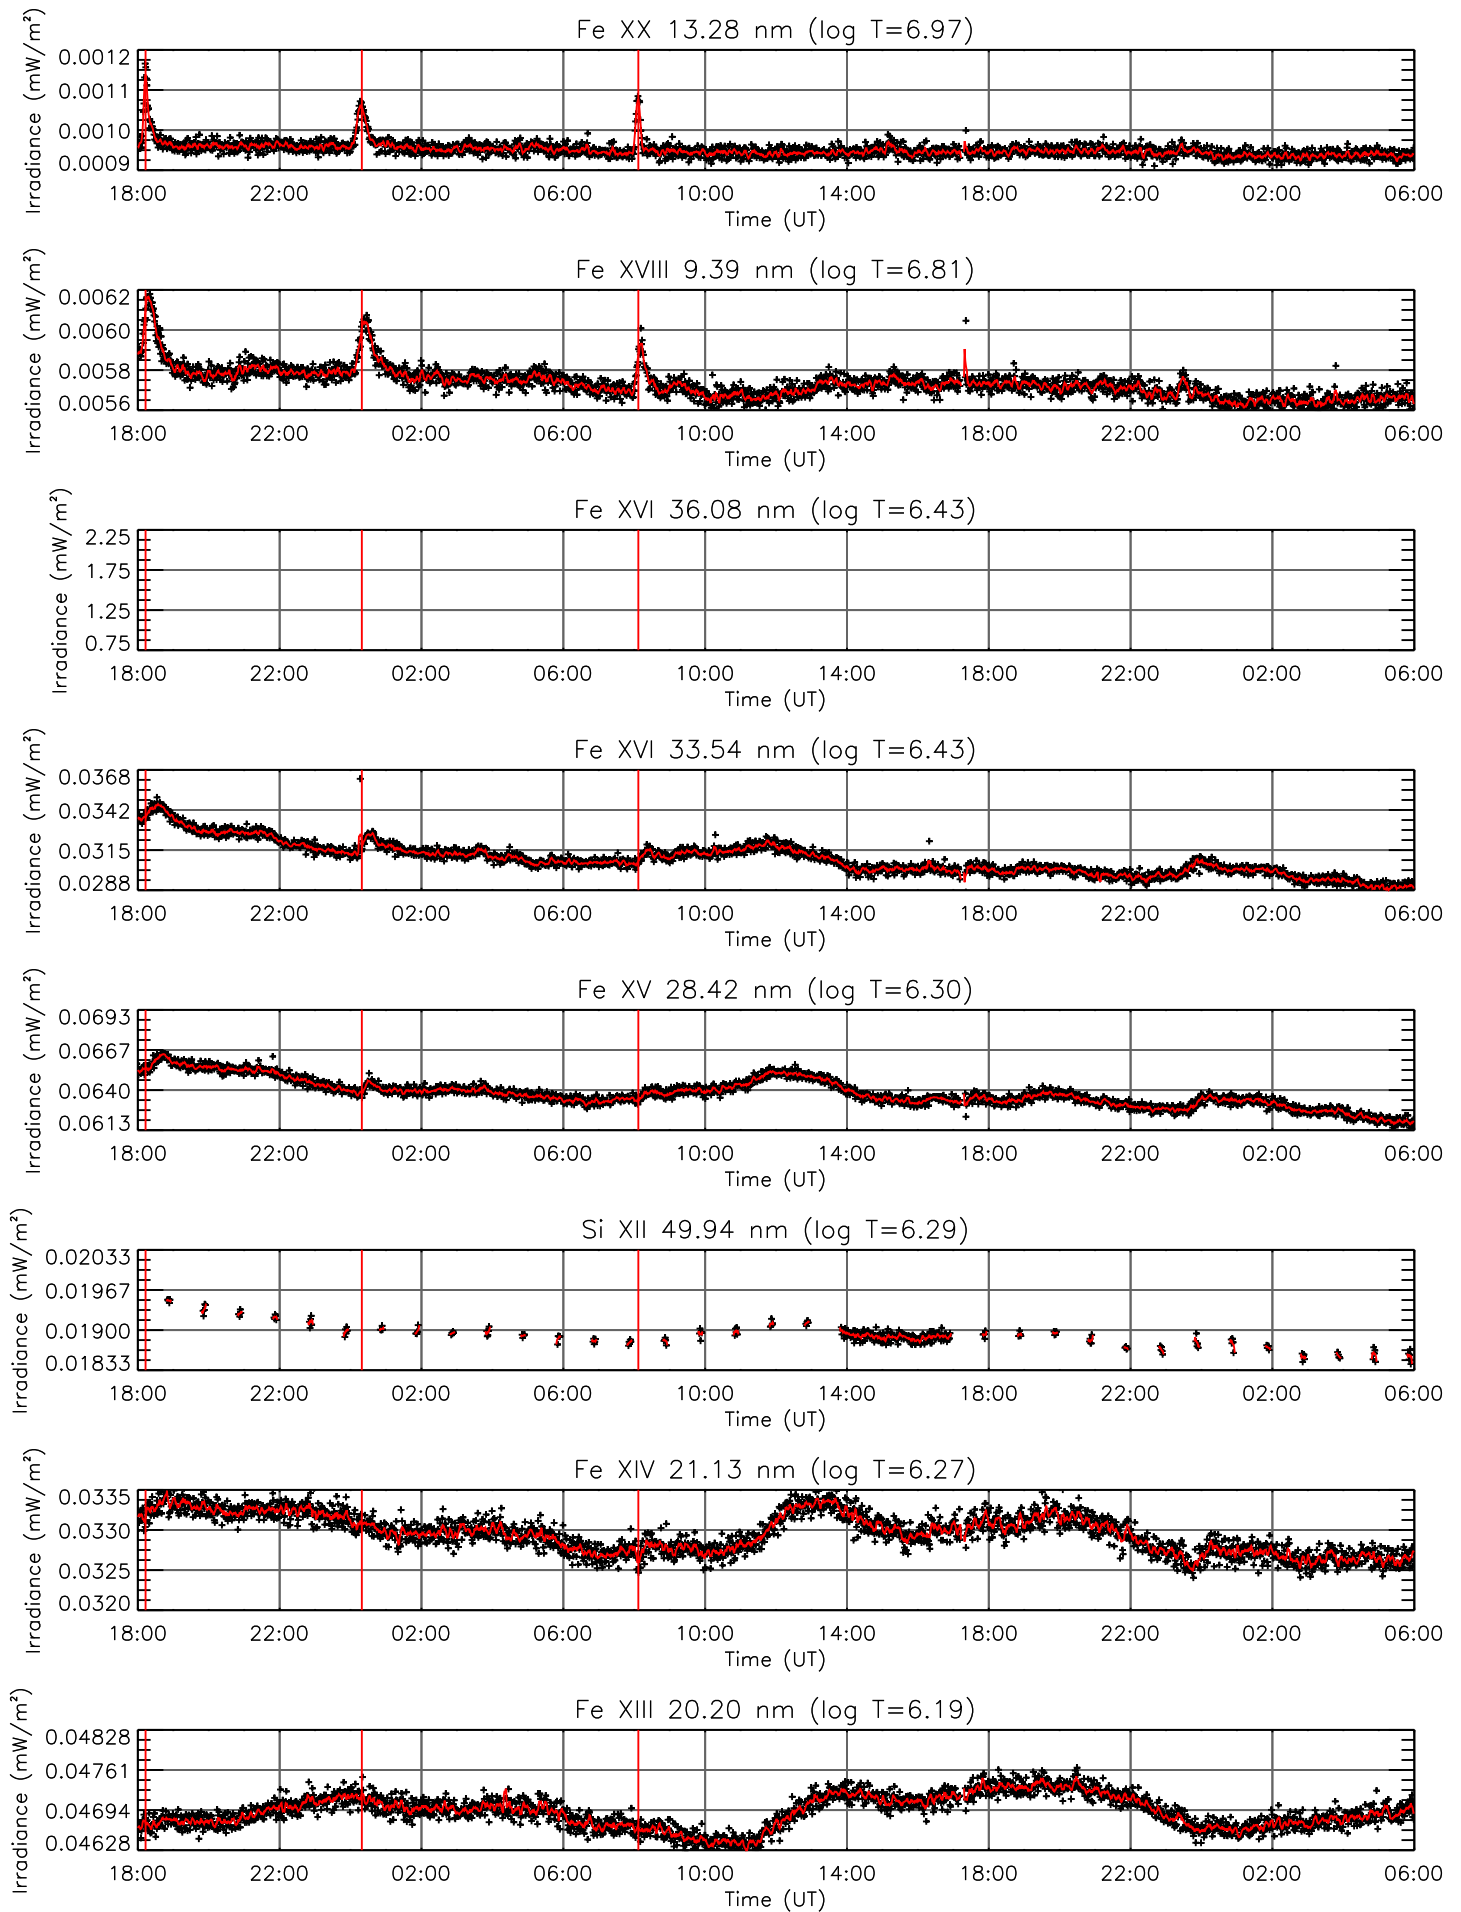 Fe XX 13.28 nm (log T=6.97)
Irradiance (mW/m²)
0.0012
0.0011
0.0010
0.0009
18:00 22:00 02:00 06:00 10:00 14:00 18:00 22:00 02:00 06:00
Time (UT)
Fe XVIII 9.39 nm (log T=6.81)
Irradiance (mW/m²)
0.0062
0.0060
0.0058
0.0056
18:00 22:00 02:00 06:00 10:00 14:00 18:00 22:00 02:00 06:00
Time (UT)
Fe XVI 36.08 nm (log T=6.43)
Irradiance (mW/m²)
2.25
1.75
1.25
0.75
18:00 22:00 02:00 06:00 10:00 14:00 18:00 22:00 02:00 06:00
Time (UT)
Fe XVI 33.54 nm (log T=6.43)
Irradiance (mW/m²)
0.0368
0.0342
0.0315
0.0288
18:00 22:00 02:00 06:00 10:00 14:00 18:00 22:00 02:00 06:00
Time (UT)
Fe XV 28.42 nm (log T=6.30)
Irradiance (mW/m²)
0.0693
0.0667
0.0640
0.0613
18:00 22:00 02:00 06:00 10:00 14:00 18:00 22:00 02:00 06:00
Time (UT)
Si XII 49.94 nm (log T=6.29)
Irradiance (mW/m²)
0.02033
0.01967
0.01900
0.01833
18:00 22:00 02:00 06:00 10:00 14:00 18:00 22:00 02:00 06:00
Time (UT)
Fe XIV 21.13 nm (log T=6.27)
Irradiance (mW/m²)
0.0335
0.0330
0.0325
0.0320
18:00 22:00 02:00 06:00 10:00 14:00 18:00 22:00 02:00 06:00
Time (UT)
Fe XIII 20.20 nm (log T=6.19)
Irradiance (mW/m²)
0.04828
0.04761
0.04694
0.04628
18:00 22:00 02:00 06:00 10:00 14:00 18:00 22:00 02:00 06:00
Time (UT)